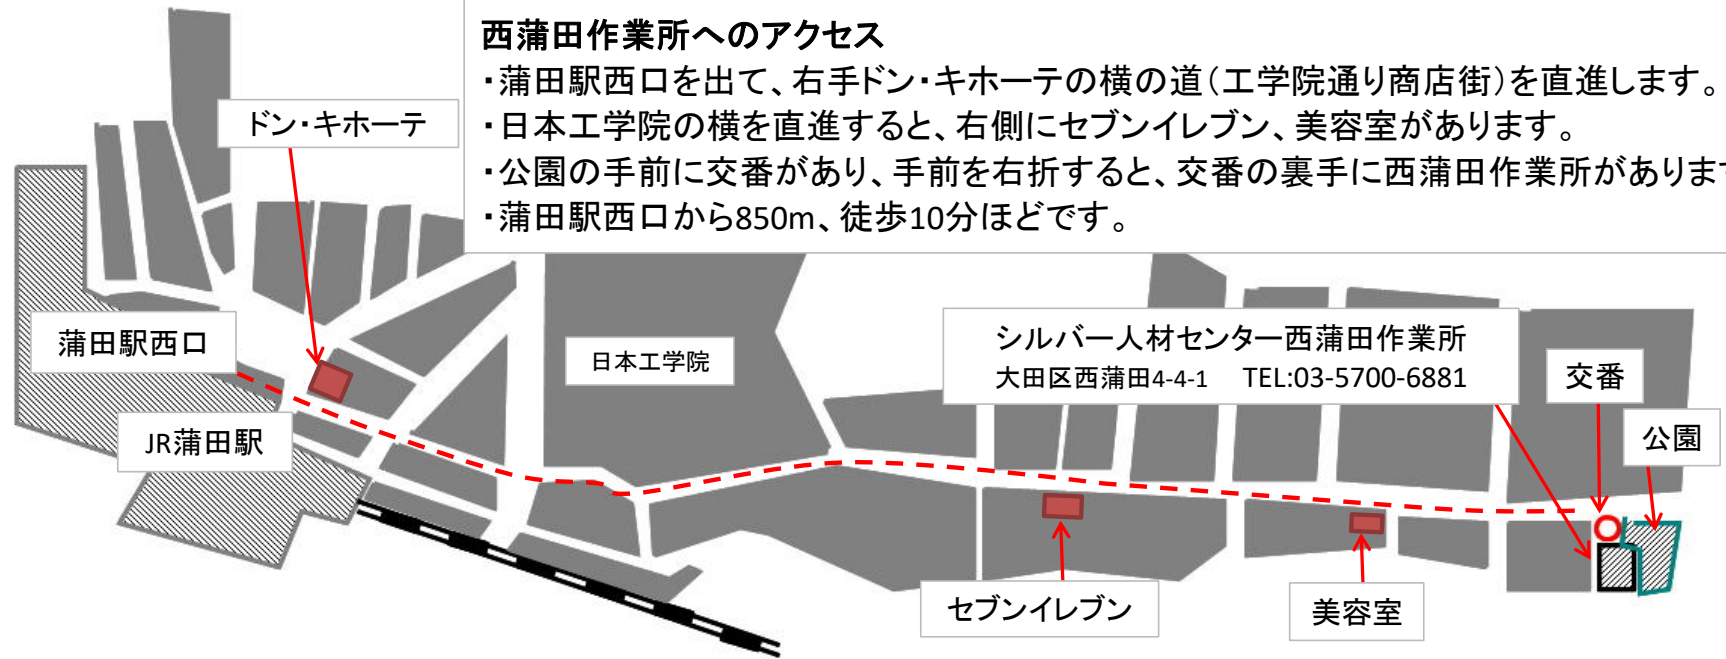 西蒲田作業所へのアクセス
・蒲田駅西口を出て、右手ドン・キホーテの横の道（工学院通り商店街）を直進します。
・日本工学院の横を直進すると、右側にセブンイレブン、美容室があります。
・公園の手前に交番があり、手前を右折すると、交番の裏手に西蒲田作業所があります
・蒲田駅西口から850m、徒歩10分ほどです。
ドン・キホーテ
蒲田駅西口
日本工学院
シルバー人材センター西蒲田作業所
大田区西蒲田4-4-1 TEL:03-5700-6881
交番
公園
JR蒲田駅
セブンイレブン
美容室